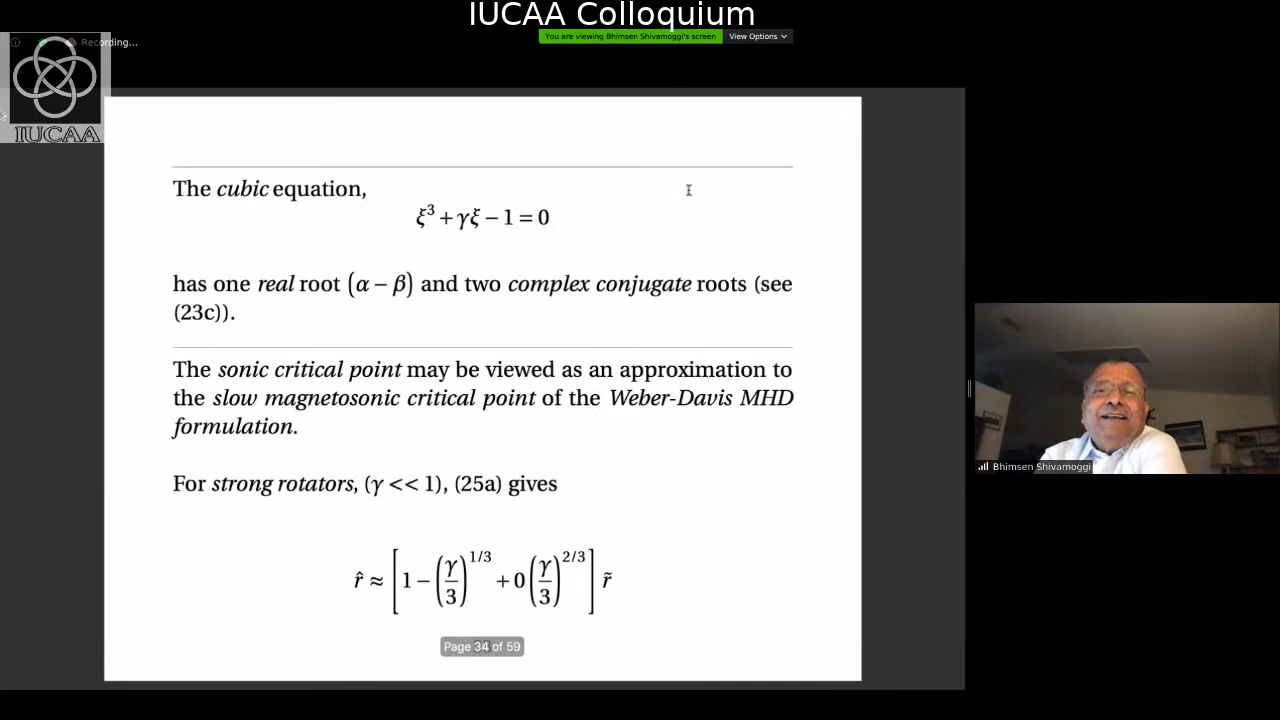 IUCAA Colloquium
You are viewing Bhimsen Shivamoggi's screen
View Options
Recording...
IUCAA
The cubic equation,
ξ³ + γξ − 1 = 0
has one real root (α − β) and two complex conjugate roots (see
(23c)).
The sonic critical point may be viewed as an approximation to
the slow magnetosonic critical point of the Weber-Davis MHD
formulation.
For strong rotators, (γ << 1), (25a) gives
r̂ ≈ [1 − (γ/3)^1/3 + 0 (γ/3)^2/3] r̃
Page 34 of 59
Bhimsen Shivamoggi